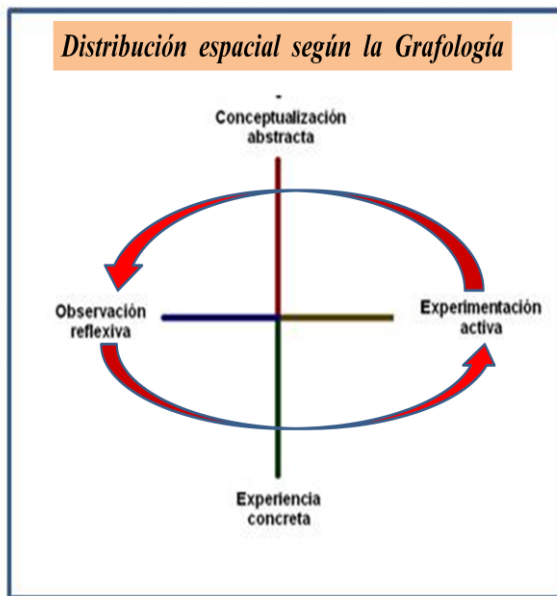 Distribución espacial según la Grafología
-
Conceptualización
abstracta
Observación
reflexiva
Experimentación
activa
Experiencia
concreta